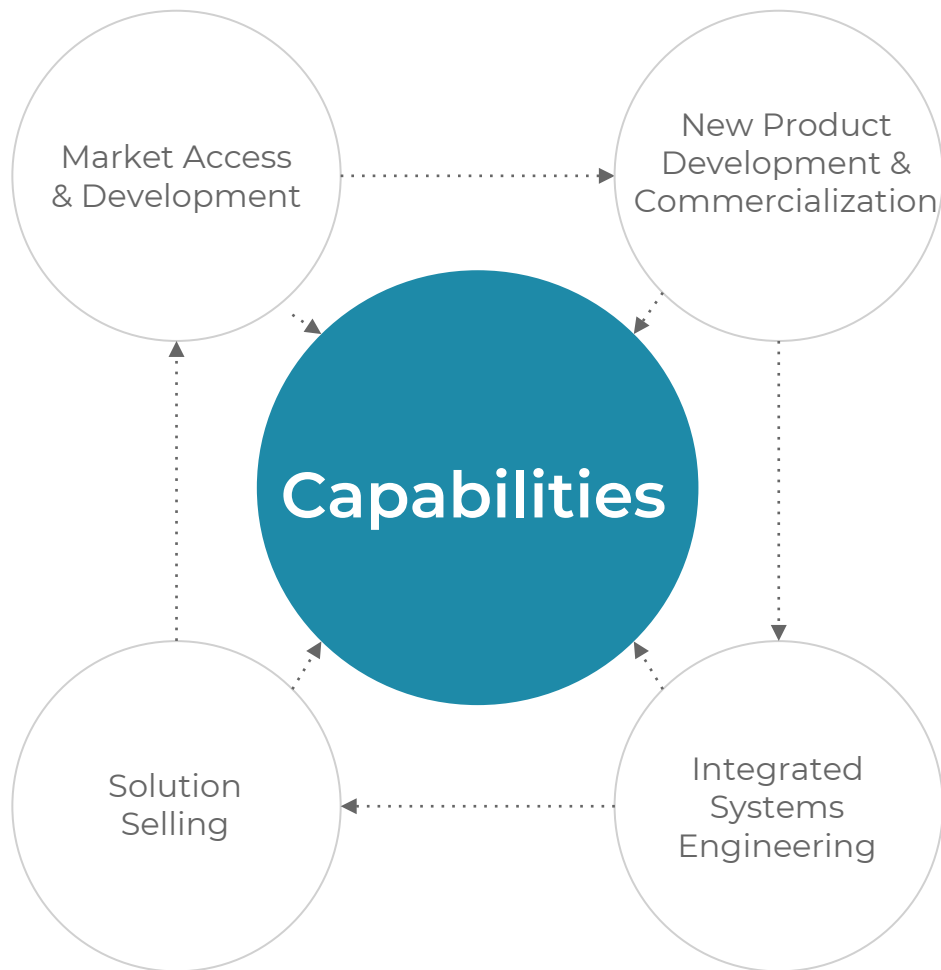 Market Access
& Development
New Product
Development &
Commercialization
Capabilities
Solution
Selling
Integrated
Systems
Engineering